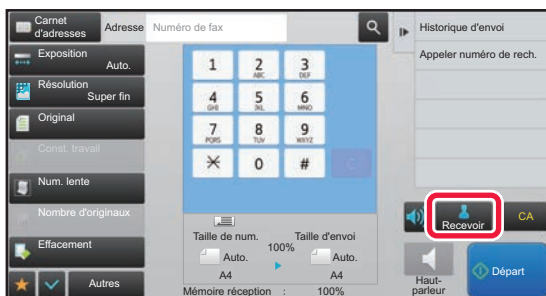 Carnet
d'adresses
Adresse
Numéro de fax
Historique d'envoi
Appeler numéro de rech.
Exposition
Auto.
Résolution
Super fin
Original
Const. travail
Num. lente
Nombre d'originaux
Effacement
Autres
1
2
ABC
3
DEF
4
GHI
5
JKL
6
MNO
7
PQRS
8
TUV
9
WXYZ
0
#
C
Taille de num.
100%
Taille d'envoi
Auto.
Auto.
A4
A4
Mémoire réception : 100%
Recevoir
CA
Haut-
parleur
Départ